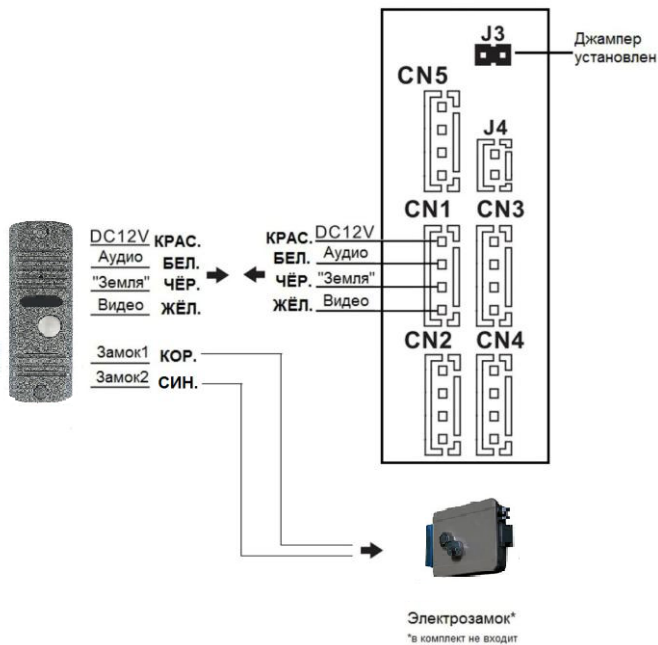 J3
Джампер
установлен
CN5
J4
CN1 CN3
DC12V КРАС.
Аудио БЕЛ.
"Земля" ЧЁР.
Видео ЖЁЛ.
КРАС. DC12V
БЕЛ. Аудио
ЧЁР. "Земля"
ЖЁЛ. Видео
CN2 CN4
Замок1 КОР.
Замок2 СИН.
Электрозамок*
*в комплект не входит